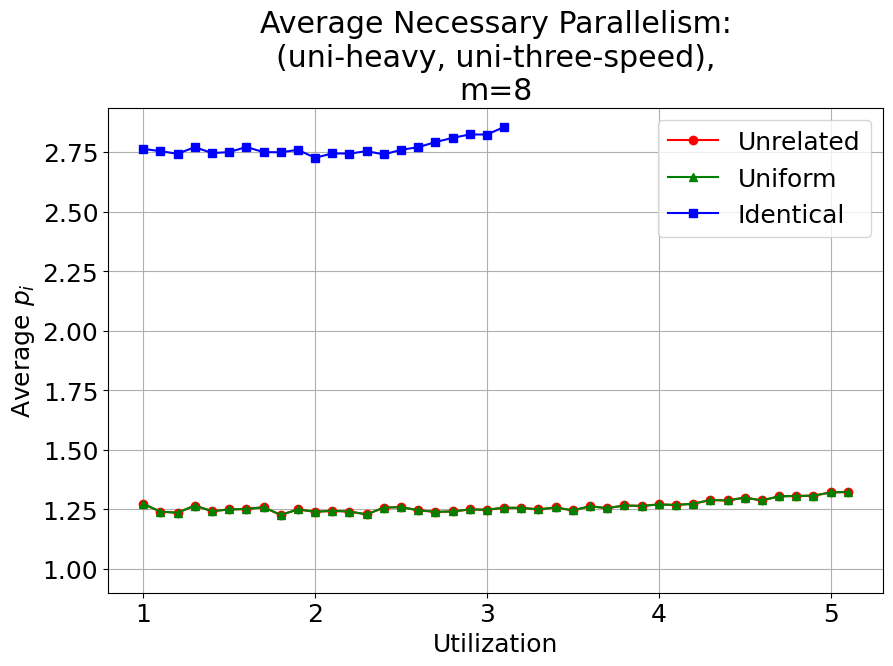 Average Necessary Parallelism:
(uni-heavy, uni-three-speed),
m=8
Unrelated
Uniform
Identical
Average p_i
2.75
2.50
2.25
2.00
1.75
1.50
1.25
1.00
1 2 3 4 5
Utilization